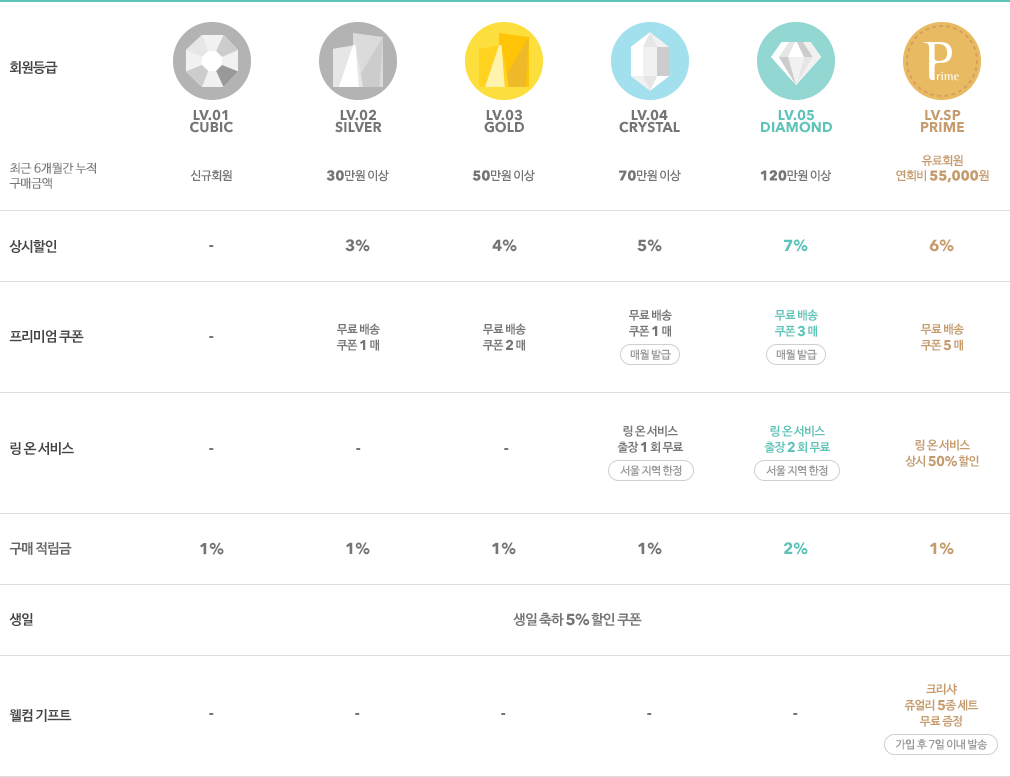 회원등급
Prime
LV.01
CUBIC
LV.02
SILVER
LV.03
GOLD
LV.04
CRYSTAL
LV.05
DIAMOND
LV.SP
PRIME
최근 6개월간 누적
구매금액
신규회원
30만원 이상
50만원 이상
70만원 이상
120만원 이상
유료회원
연회비 55,000원
상시할인
-
3%
4%
5%
7%
6%
프리미엄 쿠폰
-
무료 배송
쿠폰 1 매
무료 배송
쿠폰 2 매
무료 배송
쿠폰 1 매
매월 발급
무료 배송
쿠폰 3 매
매월 발급
무료 배송
쿠폰 5 매
링 온 서비스
-
-
-
링 온 서비스
출장 1 회 무료
서울 지역 한정
링 온 서비스
출장 2 회 무료
서울 지역 한정
링 온 서비스
상시 50% 할인
구매 적립금
1%
1%
1%
1%
2%
1%
생일
생일 축하 5% 할인 쿠폰
웰컴 기프트
-
-
-
-
-
크리샤
쥬얼리 5종 세트
무료 증정
가입 후 7일 이내 발송